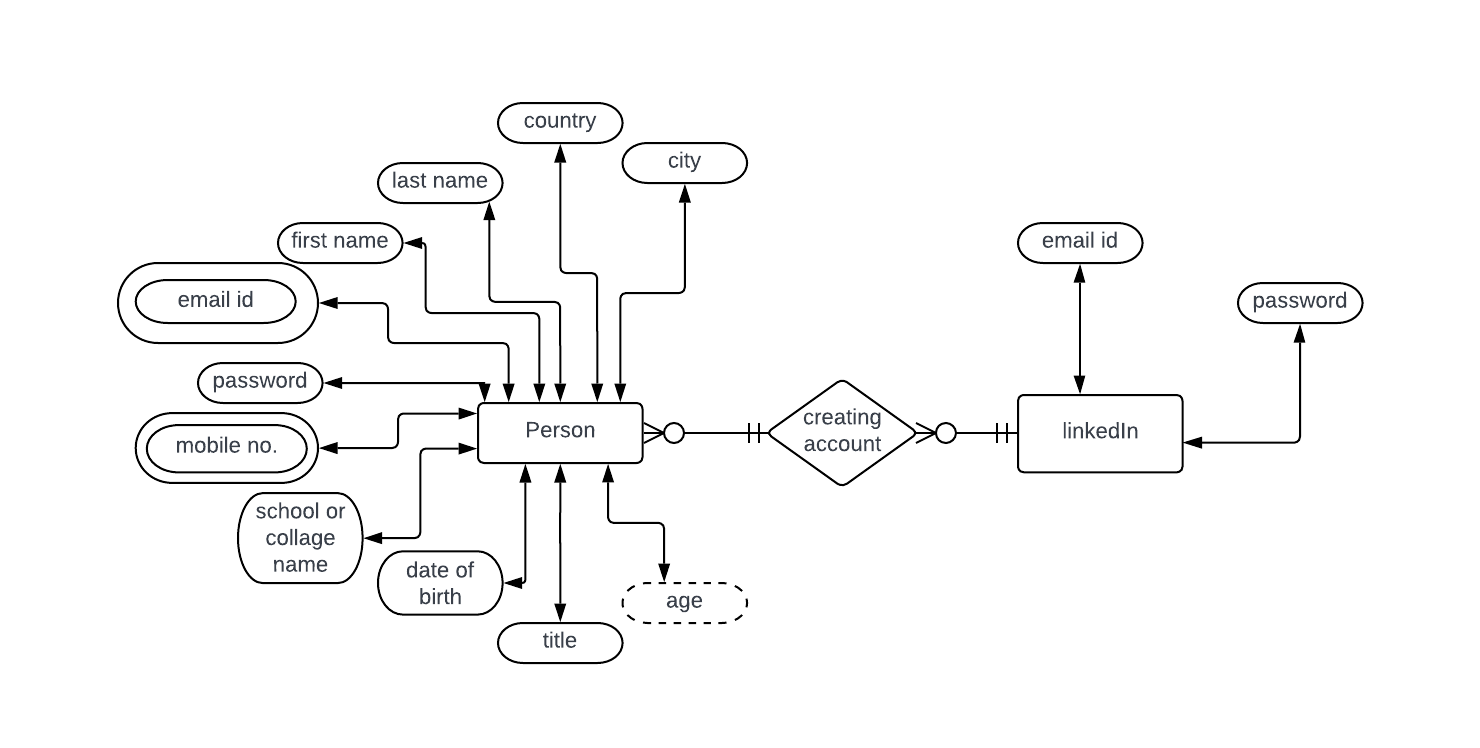 country
city
last name
first name
email id
email id
password
password
mobile no.
Person
creating
account
linkedIn
school or
collage
name
date of
birth
age
title